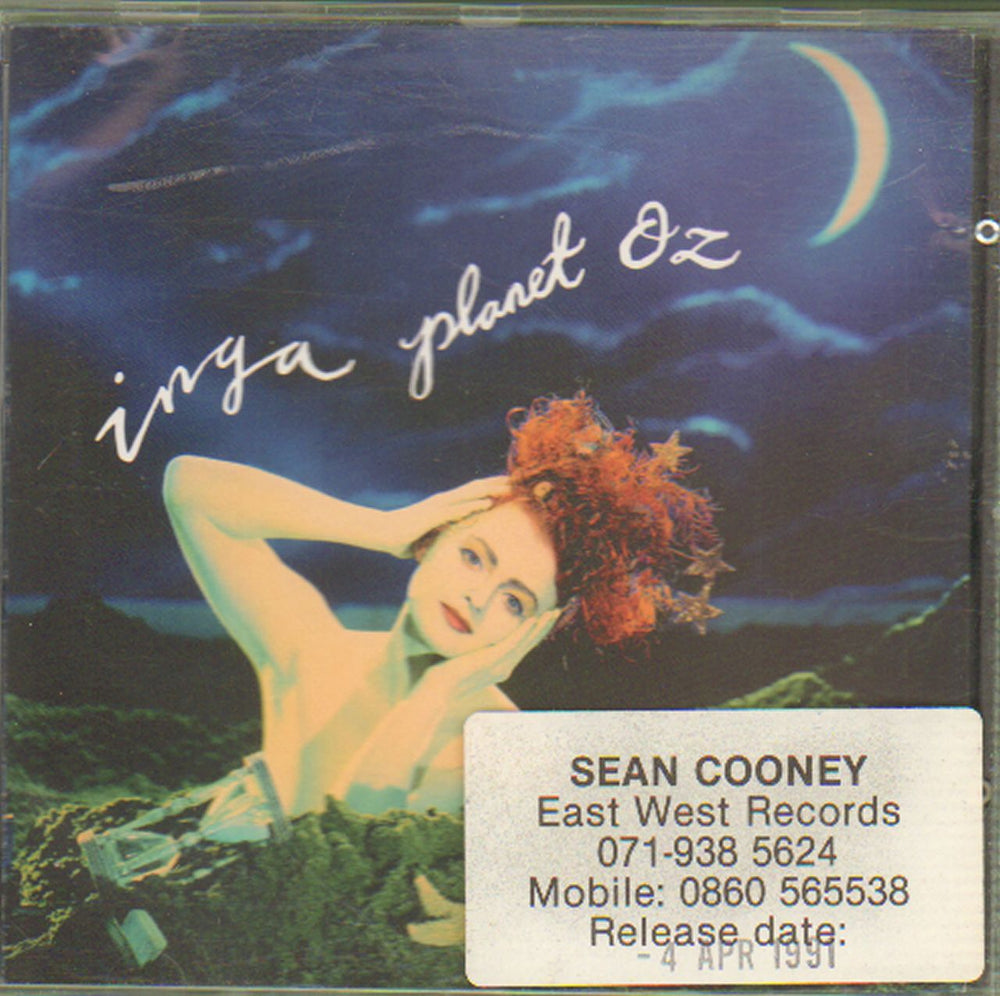 inga planet Oz
SEAN COONEY
East West Records
071-938 5624
Mobile: 0860 565538
Release date:
- 4 APR 1991